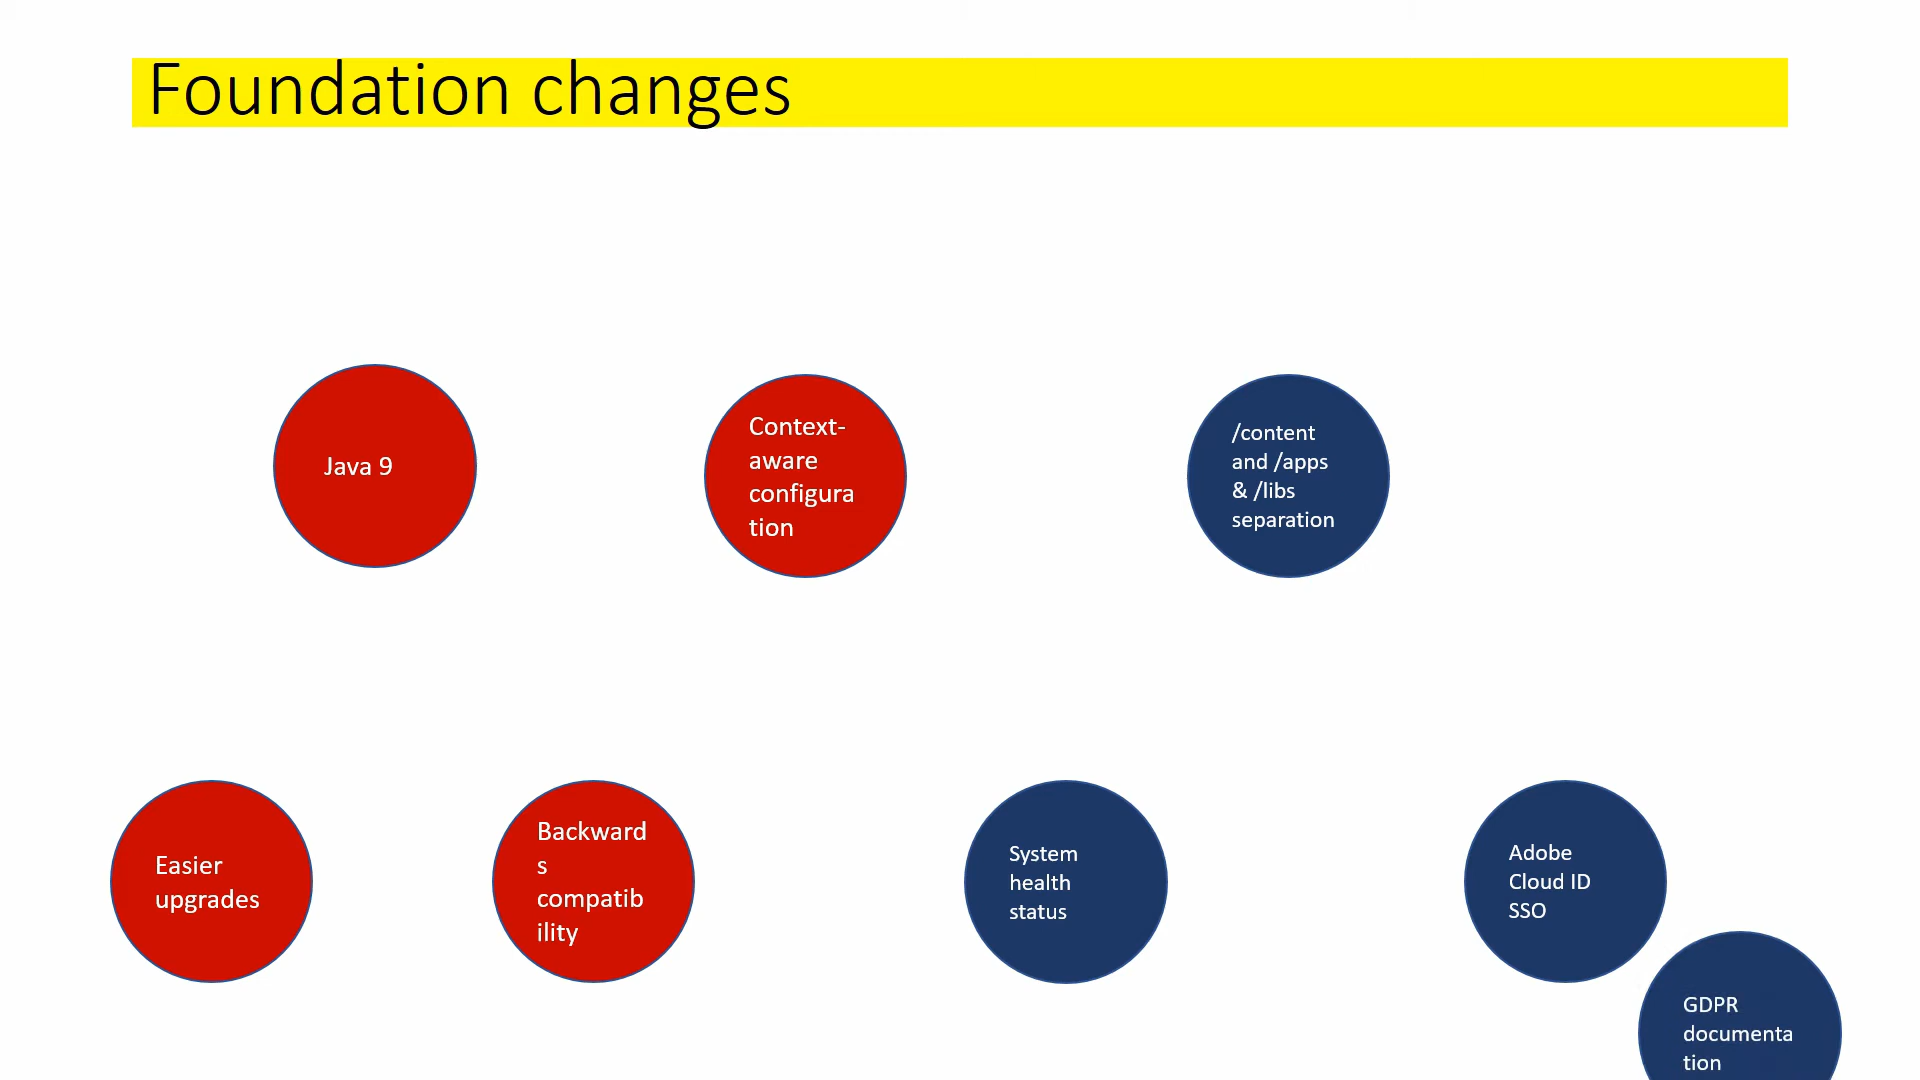 Foundation changes
Java 9
Context-
aware
configura
tion
/content
and /apps
& /libs
separation
Easier
upgrades
Backward
s
compatib
ility
System
health
status
Adobe
Cloud ID
SSO
GDPR
documenta
tion